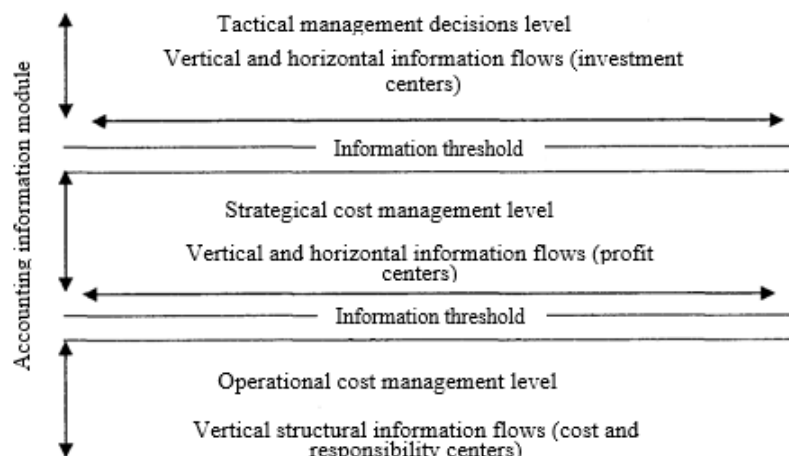 Accounting information module
Tactical management decisions level
Vertical and horizontal information flows (investment
centers)
Information threshold
Strategical cost management level
Vertical and horizontal information flows (profit
centers)
Information threshold
Operational cost management level
Vertical structural information flows (cost and
responsibility centers)